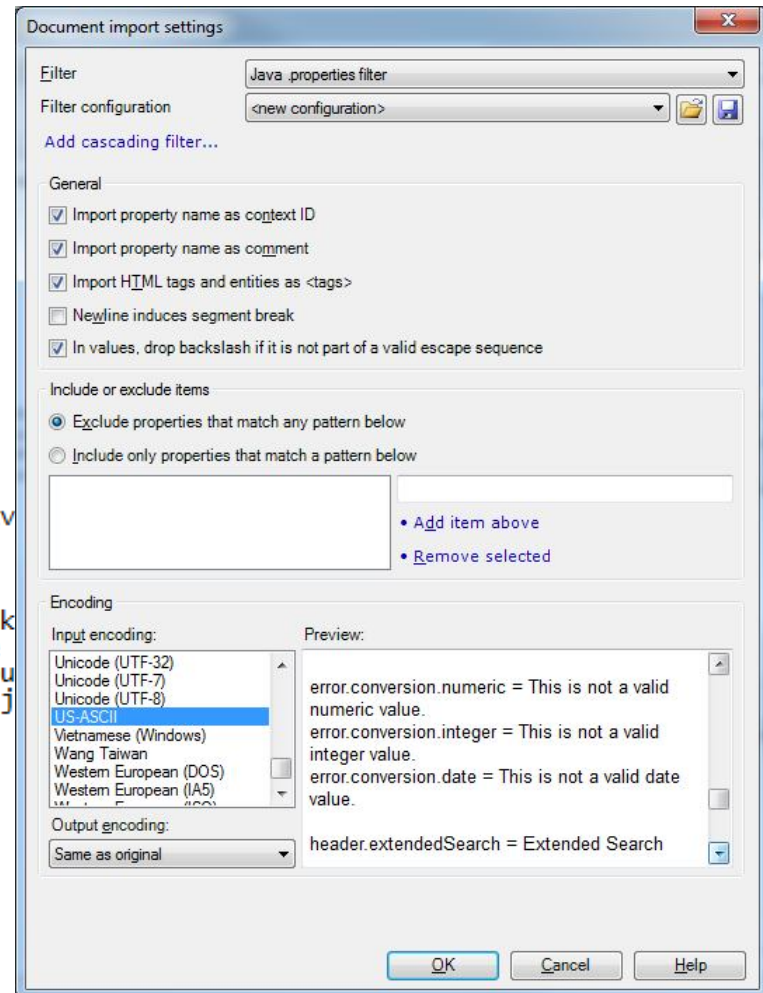 Document import settings
Filter
Java .properties filter
Filter configuration
<new configuration>
Add cascading filter...
General
Import property name as context ID
Import property name as comment
Import HTML tags and entities as <tags>
Newline induces segment break
In values, drop backslash if it is not part of a valid escape sequence
Include or exclude items
Exclude properties that match any pattern below
Include only properties that match a pattern below
v
• Add item above
• Remove selected
Encoding
k
Input encoding:
Preview:
u
j
Unicode (UTF-32)
Unicode (UTF-7)
Unicode (UTF-8)
US-ASCII
Vietnamese (Windows)
Wang Taiwan
Western European (DOS)
Western European (IA5)
error.conversion.numeric = This is not a valid
numeric value.
error.conversion.integer = This is not a valid
integer value.
error.conversion.date = This is not a valid date
value.
header.extendedSearch = Extended Search
Output encoding:
Same as original
OK
Cancel
Help